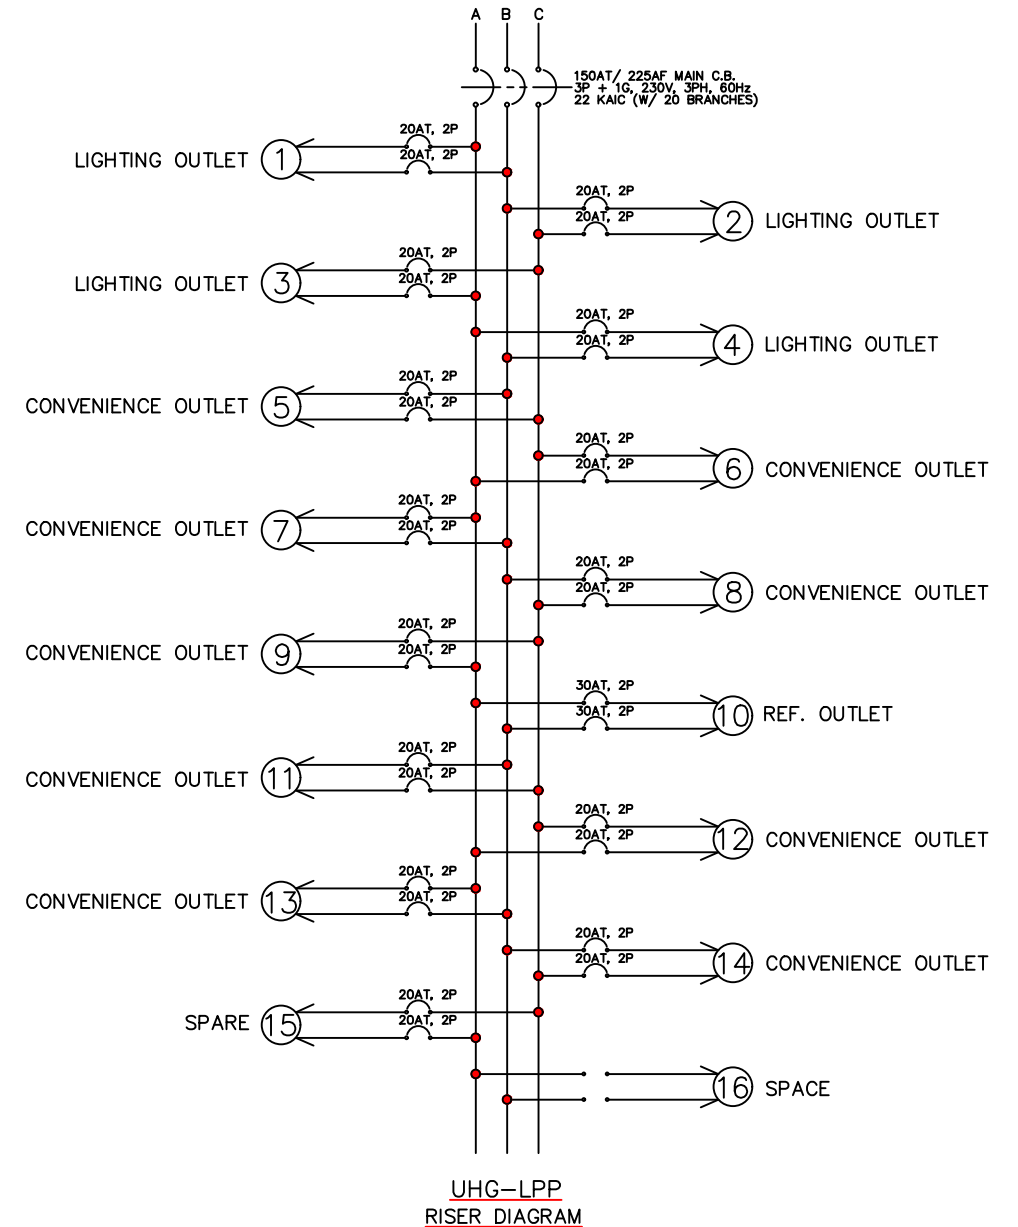 A B C
150AT/ 225AF MAIN C.B.
3P + 1G, 230V, 3PH, 60Hz
22 KAIC (W/ 20 BRANCHES)
20AT, 2P
20AT, 2P
LIGHTING OUTLET 1
20AT, 2P
20AT, 2P
2 LIGHTING OUTLET
20AT, 2P
20AT, 2P
LIGHTING OUTLET 3
20AT, 2P
20AT, 2P
4 LIGHTING OUTLET
20AT, 2P
20AT, 2P
CONVENIENCE OUTLET 5
20AT, 2P
20AT, 2P
6 CONVENIENCE OUTLET
20AT, 2P
20AT, 2P
CONVENIENCE OUTLET 7
20AT, 2P
20AT, 2P
8 CONVENIENCE OUTLET
20AT, 2P
20AT, 2P
CONVENIENCE OUTLET 9
30AT, 2P
30AT, 2P
10 REF. OUTLET
20AT, 2P
20AT, 2P
CONVENIENCE OUTLET 11
20AT, 2P
20AT, 2P
12 CONVENIENCE OUTLET
20AT, 2P
20AT, 2P
CONVENIENCE OUTLET 13
20AT, 2P
20AT, 2P
14 CONVENIENCE OUTLET
20AT, 2P
20AT, 2P
SPARE 15
16 SPACE
UHG-LPP
RISER DIAGRAM